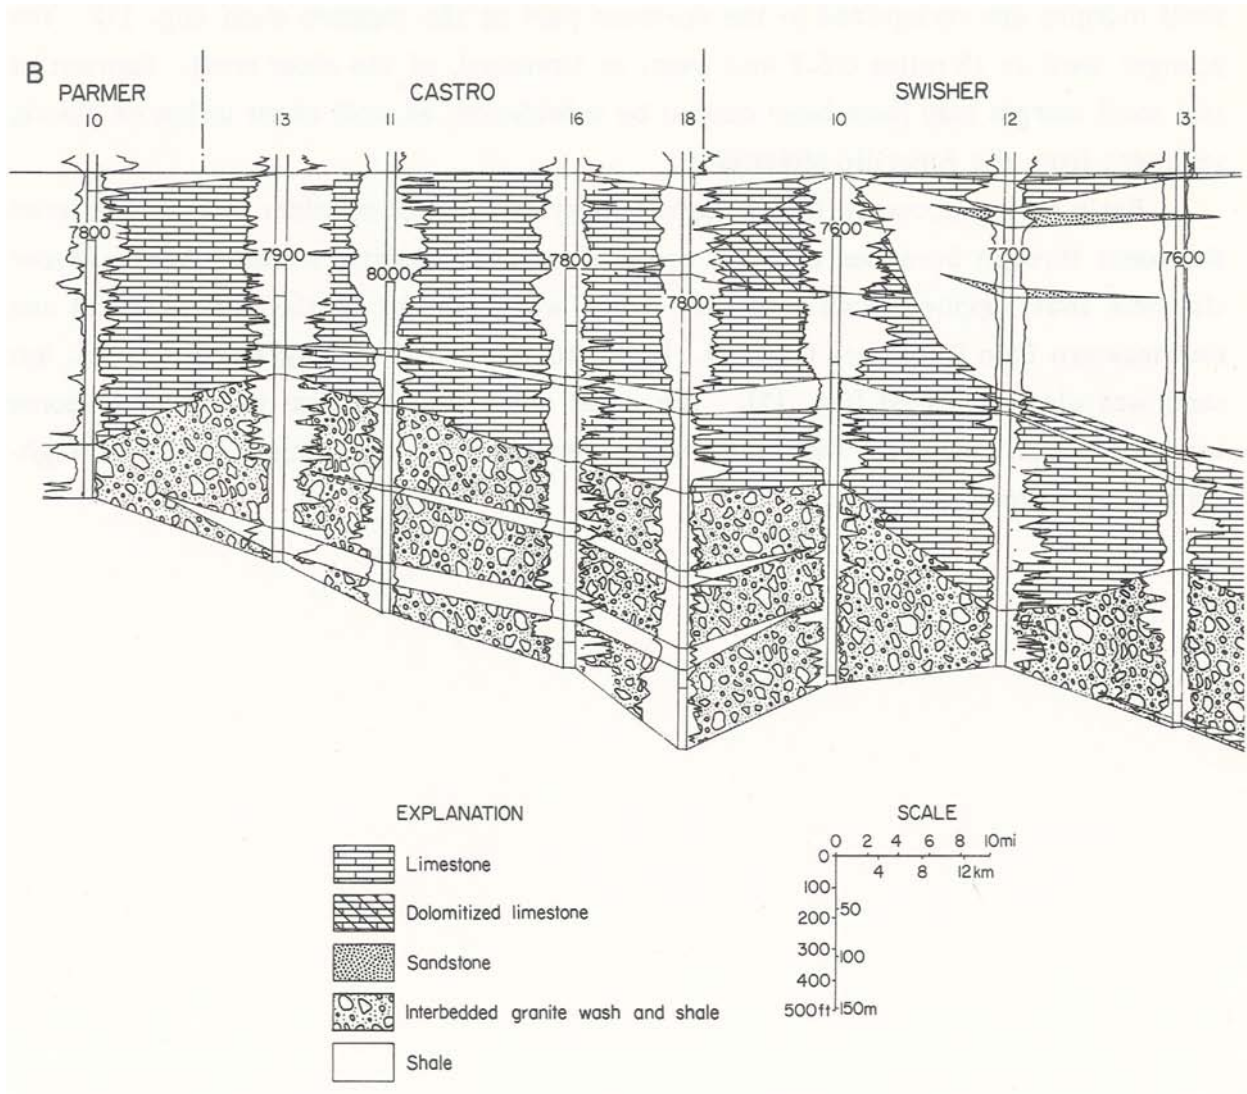 B
PARMER CASTRO SWISHER
10 13 11 16 18 10 12 13
7800
7900
8000
7800
7800
7600
7700
7600
EXPLANATION
Limestone
Dolomitized limestone
Sandstone
Interbedded granite wash and shale
Shale
SCALE
0 2 4 6 8 10mi
0
4 8 12km
100
200 50
300
100
400
500ft 150m